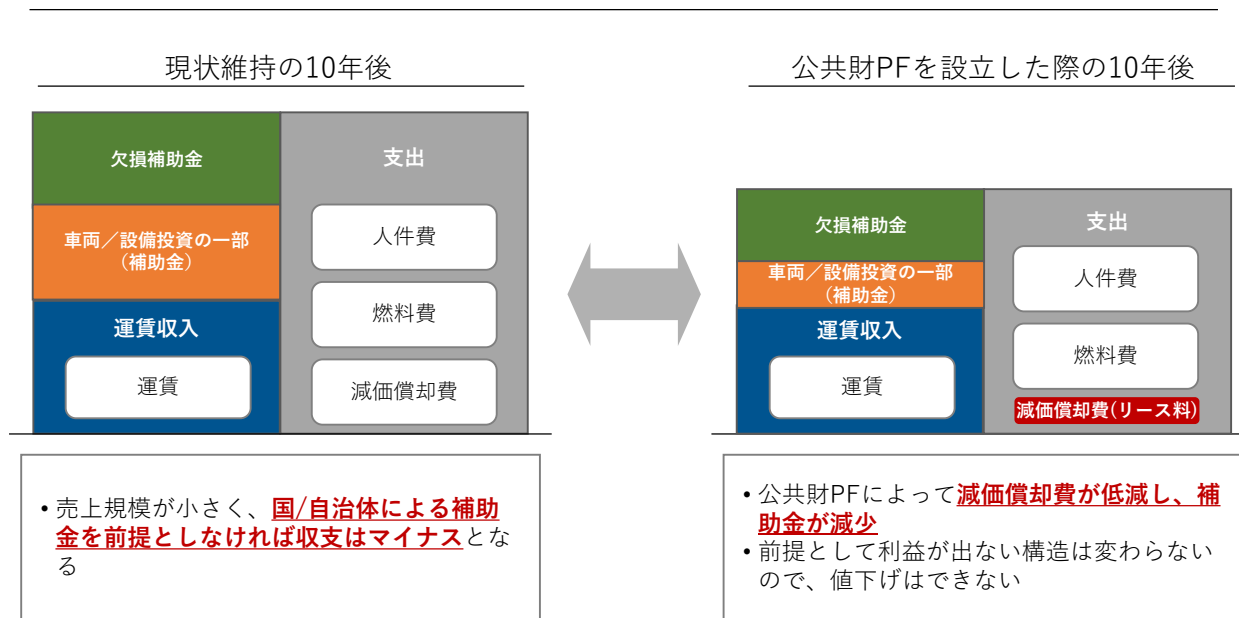 現状維持の10年後
欠損補助金
車両／設備投資の一部
（補助金）
運賃収入
運賃
支出
人件費
燃料費
減価償却費
• 売上規模が小さく、国/自治体による補助
金を前提としなければ収支はマイナスとな
る
公共財PFを設立した際の10年後
欠損補助金
車両／設備投資の一部
（補助金）
運賃収入
運賃
支出
人件費
燃料費
減価償却費(リース料)
• 公共財PFによって減価償却費が低減し、補
助金が減少
• 前提として利益が出ない構造は変わらない
ので、値下げはできない